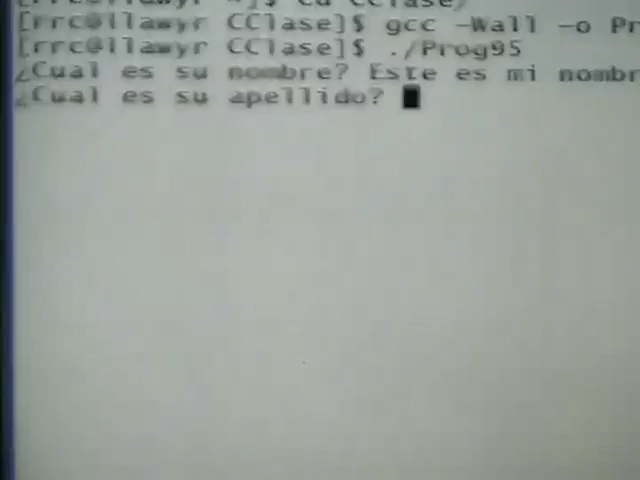 [rrc@llawyr CClase]$ gcc -Wall -o Pr
[rrc@llawyr CClase]$ ./Prog95
¿Cual es su nombre? Este es mi nombr
¿Cual es su apellido?